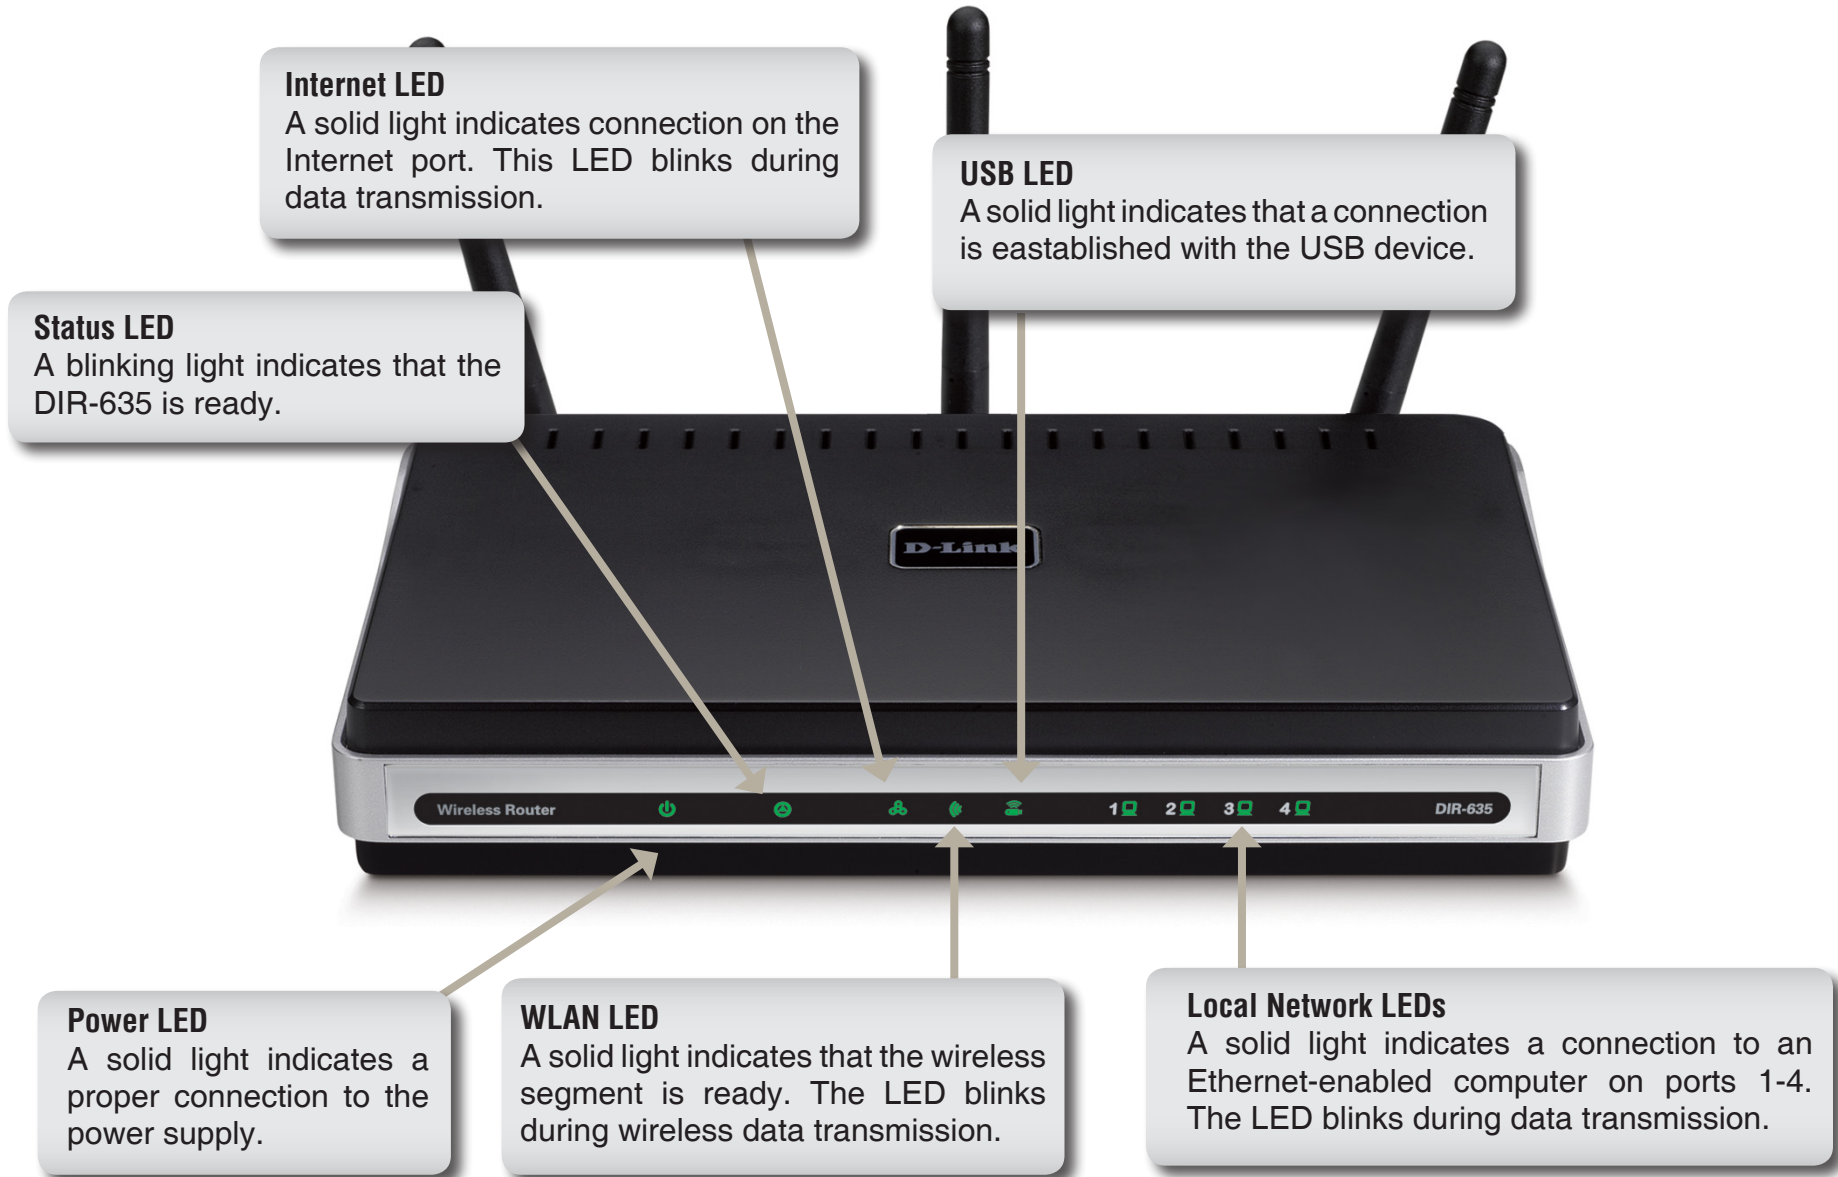 Internet LED
A solid light indicates connection on the
Internet port. This LED blinks during
data transmission.
USB LED
A solid light indicates that a connection
is eastablished with the USB device.
Status LED
A blinking light indicates that the
DIR-635 is ready.
D-Link
Wireless Router
1
2
3
4
DIR-635
Power LED
A solid light indicates a
proper connection to the
power supply.
WLAN LED
A solid light indicates that the wireless
segment is ready. The LED blinks
during wireless data transmission.
Local Network LEDs
A solid light indicates a connection to an
Ethernet-enabled computer on ports 1-4.
The LED blinks during data transmission.